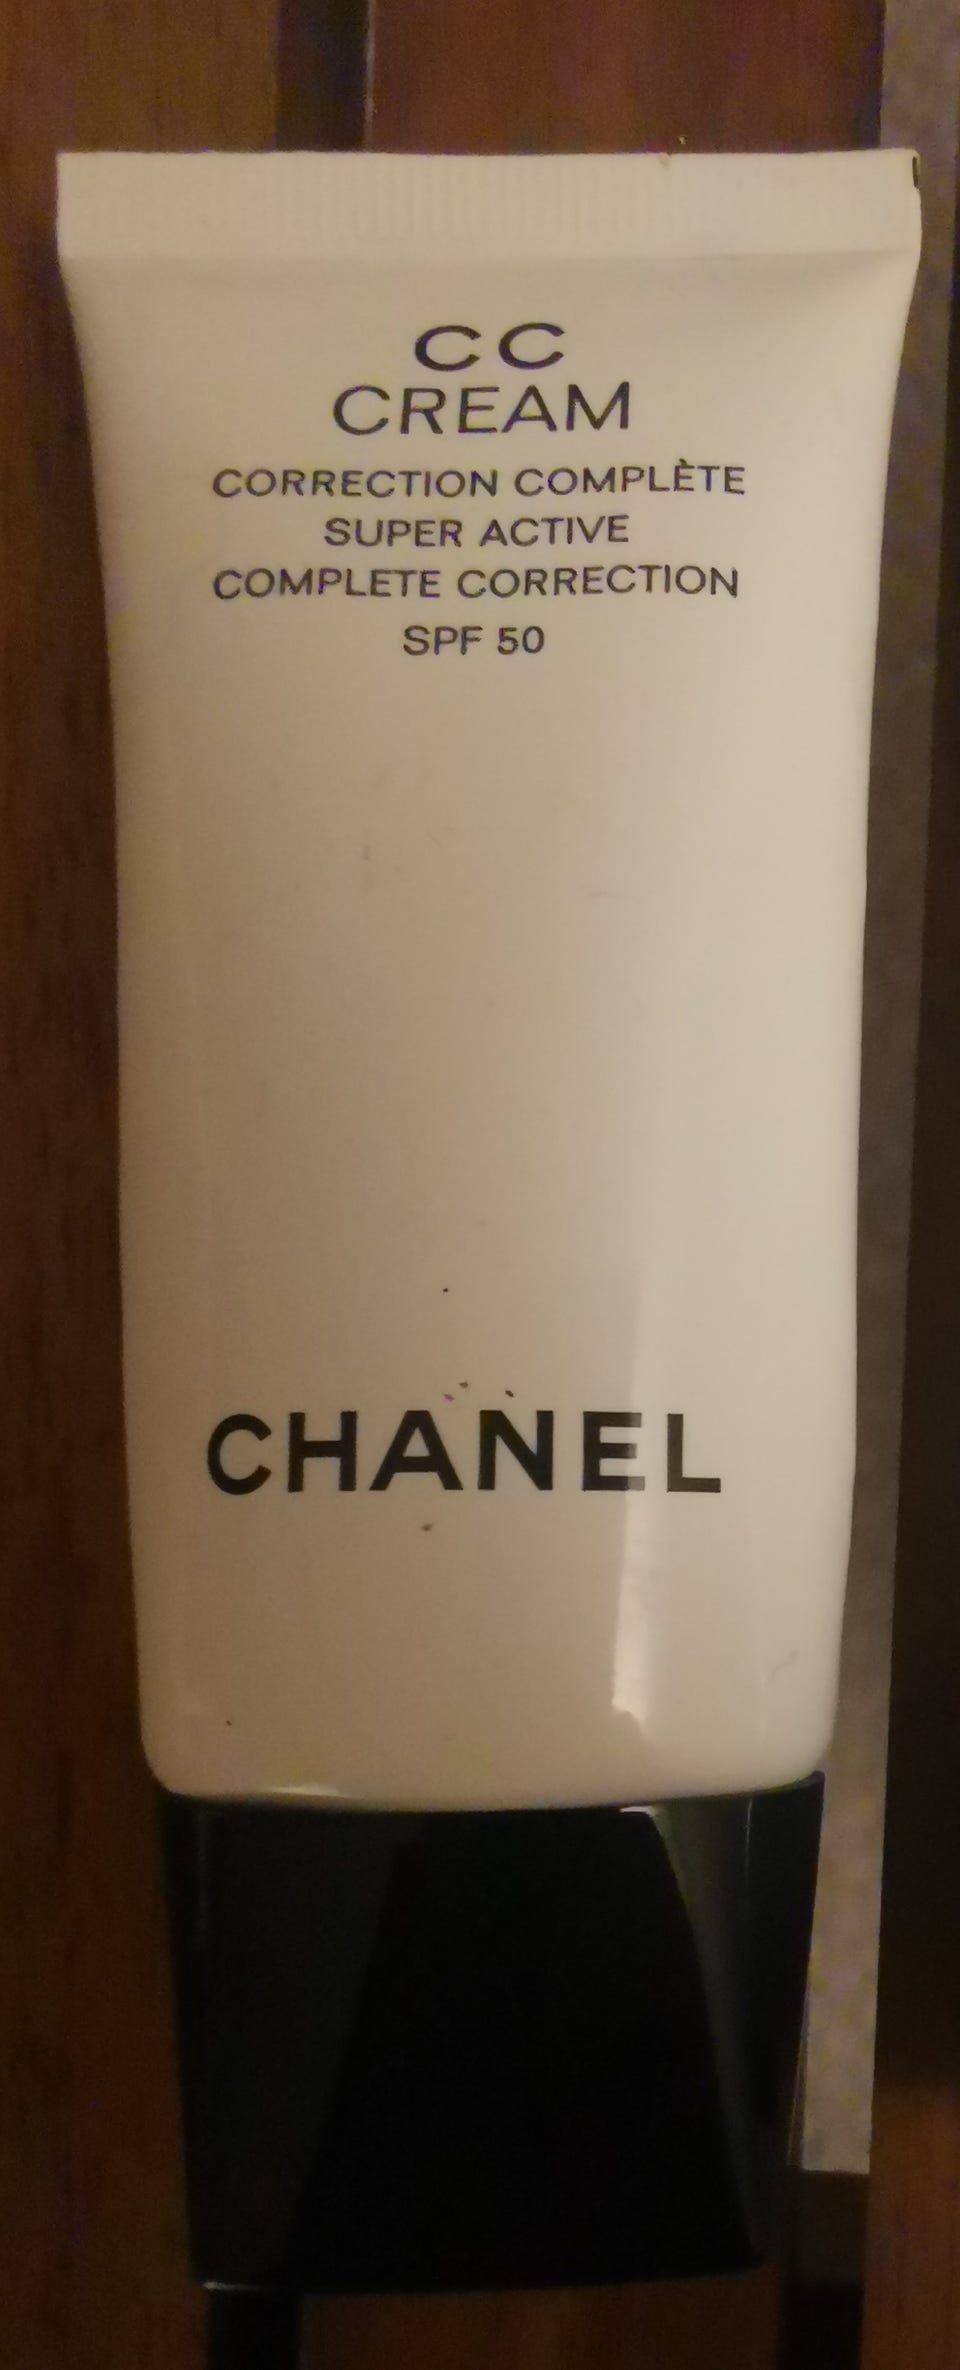 CC
CREAM
CORRECTION COMPLÈTE
SUPER ACTIVE
COMPLETE CORRECTION
SPF 50
CHANEL